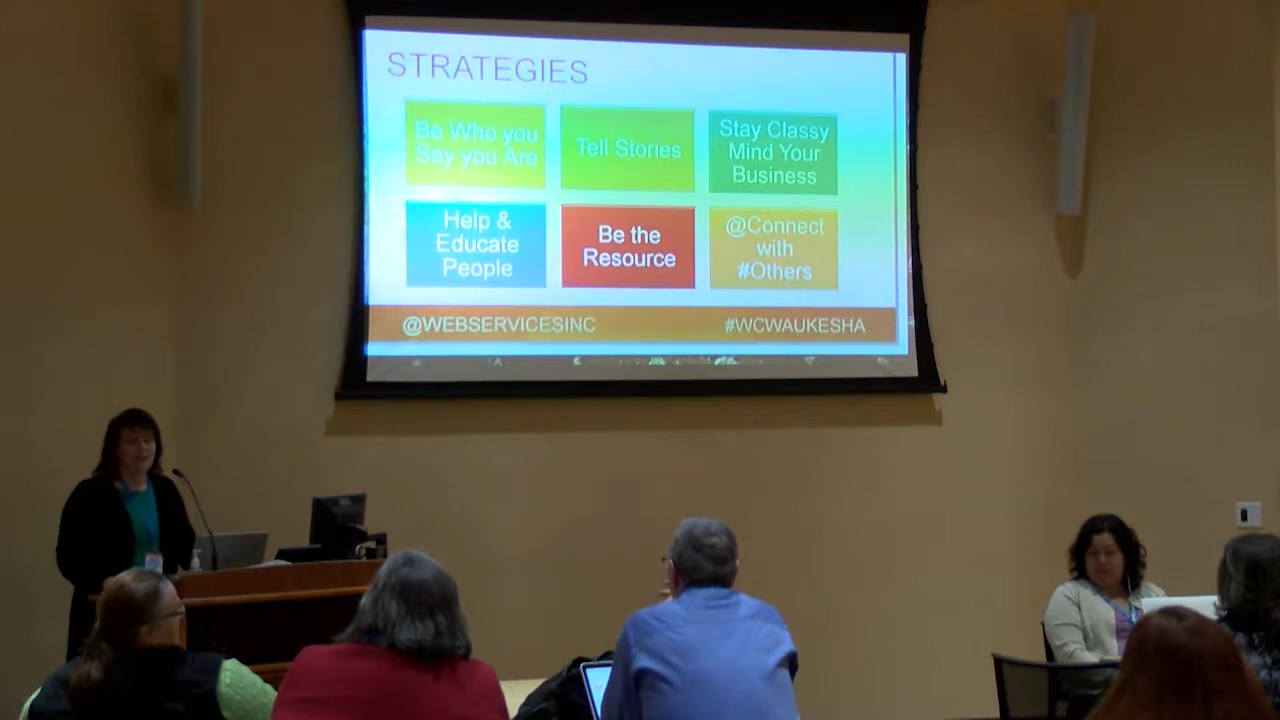 STRATEGIES
Be Who you
Say you Are
Tell Stories
Stay Classy
Mind Your
Business
Help &
Educate
People
Be the
Resource
@Connect
with
#Others
@WEBSERVICESINC
#WCWAUKESHA